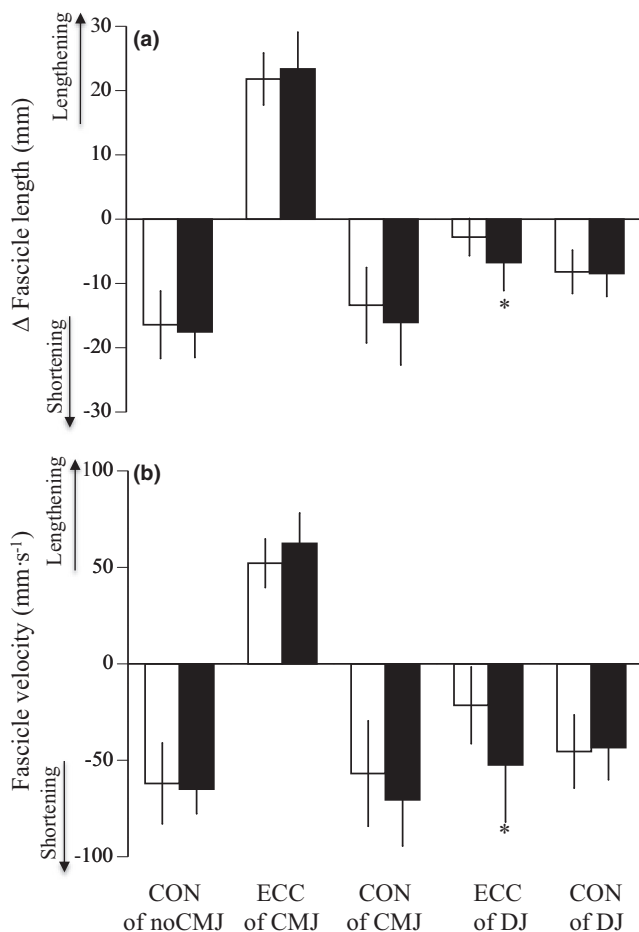 (a)
Lengthening
Δ Fascicle length (mm)
Shortening
30
20
10
0
-10
-20
-30
*
(b)
Lengthening
Fascicle velocity (mm·s⁻¹)
Shortening
100
50
0
-50
-100
*
CON
of noCMJ
ECC
of CMJ
CON
of CMJ
ECC
of DJ
CON
of DJ